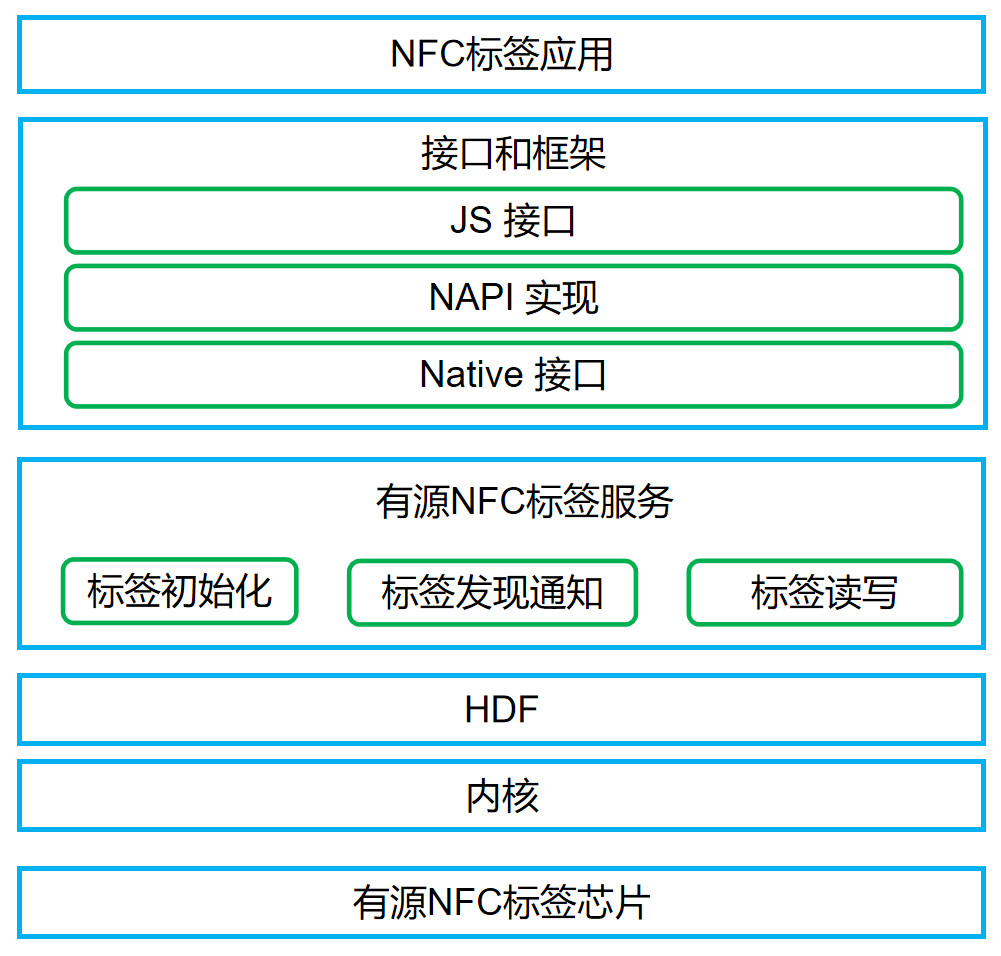 NFC标签应用
接口和框架
JS 接口
NAPI 实现
Native 接口
有源NFC标签服务
标签初始化
标签发现通知
标签读写
HDF
内核
有源NFC标签芯片